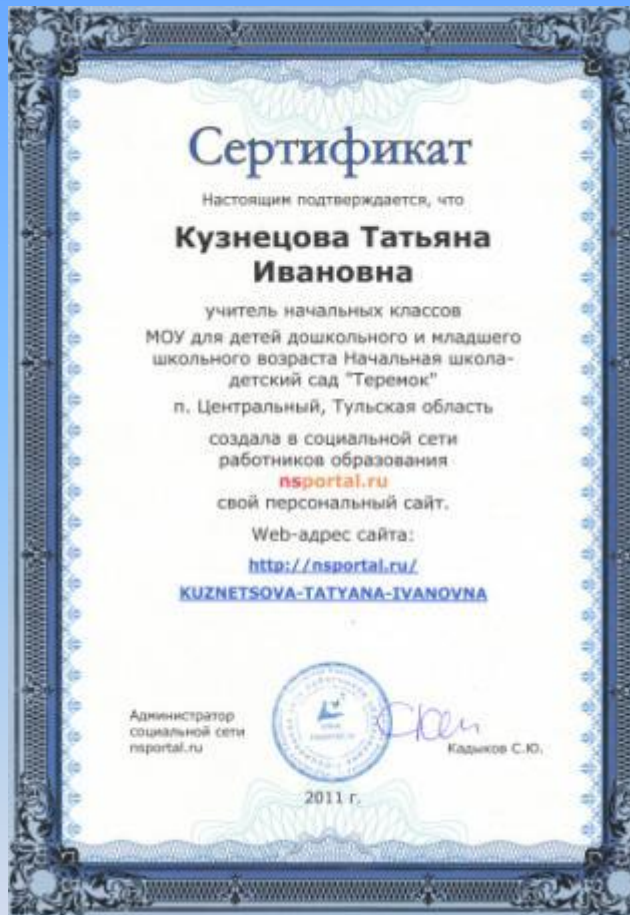 Сертификат
Настоящим подтверждается, что
Кузнецова Татьяна
Ивановна
учитель начальных классов
МОУ для детей дошкольного и младшего
школьного возраста Начальная школа-
детский сад "Теремок"
п. Центральный, Тульская область
создала в социальной сети
работников образования
nsportal.ru
свой персональный сайт.
Web-адрес сайта:
http://nsportal.ru/
KUZNETSOVA-TATYANA-IVANOVNA
Администратор
социальной сети
nsportal.ru
Кадыков С.Ю.
2011 г.